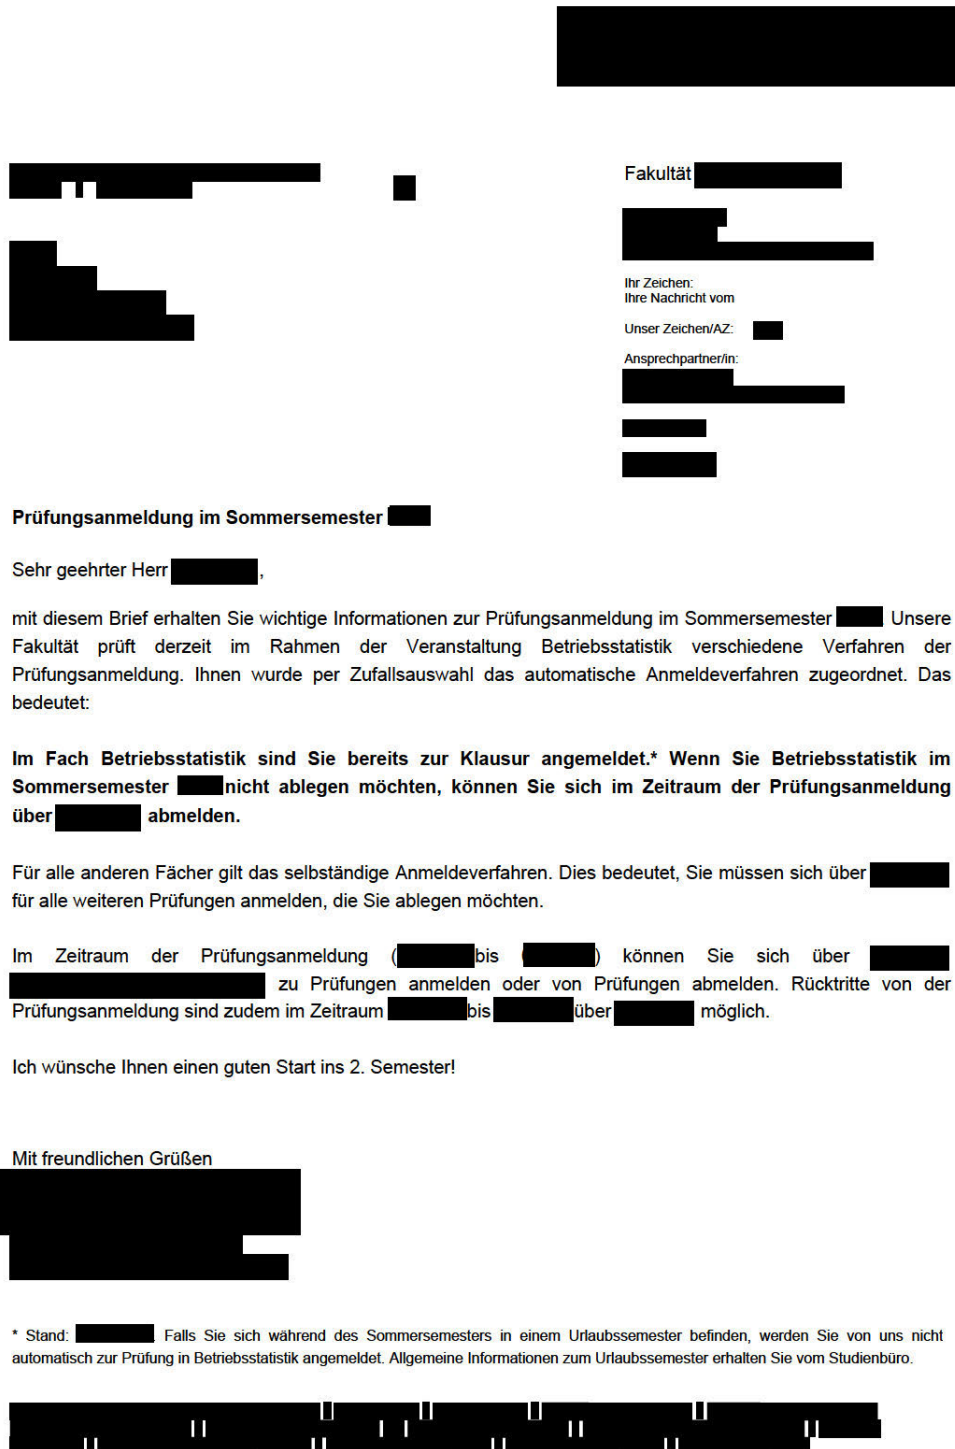 Fakultät
Ihr Zeichen:
Ihre Nachricht vom
Unser Zeichen/AZ:
Ansprechpartner/in:
Prüfungsanmeldung im Sommersemester
Sehr geehrter Herr ,
mit diesem Brief erhalten Sie wichtige Informationen zur Prüfungsanmeldung im Sommersemester Unsere
Fakultät prüft derzeit im Rahmen der Veranstaltung Betriebsstatistik verschiedene Verfahren der
Prüfungsanmeldung. Ihnen wurde per Zufallsauswahl das automatische Anmeldeverfahren zugeordnet. Das
bedeutet:
Im Fach Betriebsstatistik sind Sie bereits zur Klausur angemeldet.* Wenn Sie Betriebsstatistik im
Sommersemester nicht ablegen möchten, können Sie sich im Zeitraum der Prüfungsanmeldung
über abmelden.
Für alle anderen Fächer gilt das selbständige Anmeldeverfahren. Dies bedeutet, Sie müssen sich über
für alle weiteren Prüfungen anmelden, die Sie ablegen möchten.
Im Zeitraum der Prüfungsanmeldung ( bis ) können Sie sich über
zu Prüfungen anmelden oder von Prüfungen abmelden. Rücktritte von der
Prüfungsanmeldung sind zudem im Zeitraum bis über möglich.
Ich wünsche Ihnen einen guten Start ins 2. Semester!
Mit freundlichen Grüßen
* Stand: . Falls Sie sich während des Sommersemesters in einem Urlaubssemester befinden, werden Sie von uns nicht
automatisch zur Prüfung in Betriebsstatistik angemeldet. Allgemeine Informationen zum Urlaubssemester erhalten Sie vom Studienbüro.